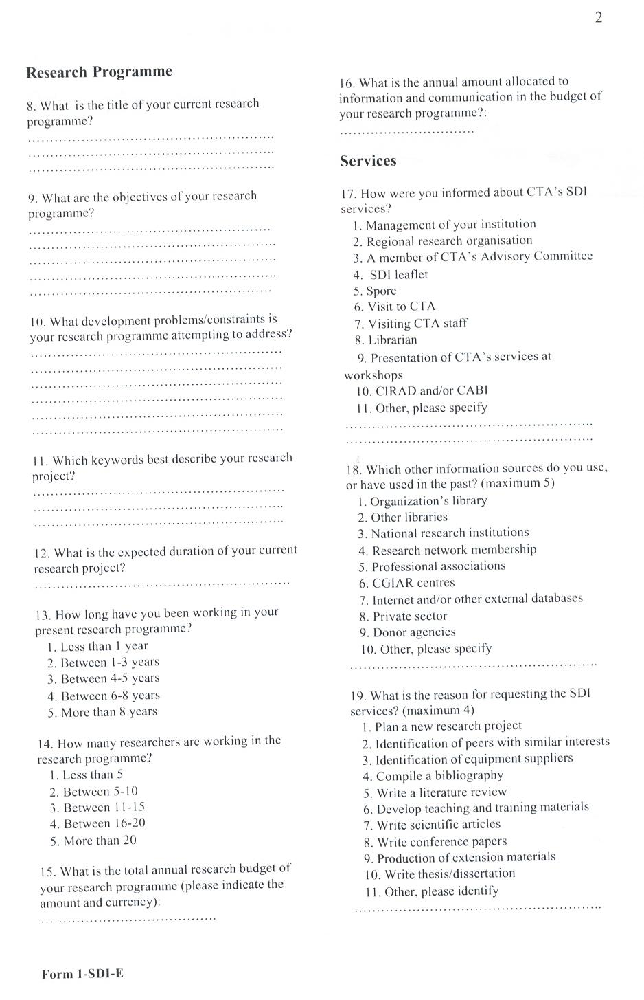 2
Research Programme
8. What is the title of your current research
programme?
9. What are the objectives of your research
programme?
10. What development problems/constraints is
your research programme attempting to address?
11. Which keywords best describe your research
project?
12. What is the expected duration of your current
research project?
13. How long have you been working in your
present research programme?
1. Less than 1 year
2. Between 1-3 years
3. Between 4-5 years
4. Between 6-8 years
5. More than 8 years
14. How many researchers are working in the
research programme?
1. Less than 5
2. Between 5-10
3. Between 11-15
4. Between 16-20
5. More than 20
15. What is the total annual research budget of
your research programme (please indicate the
amount and currency):
16. What is the annual amount allocated to
information and communication in the budget of
your research programme?:
Services
17. How were you informed about CTA's SDI
services?
1. Management of your institution
2. Regional research organisation
3. A member of CTA's Advisory Committee
4. SDI leaflet
5. Spore
6. Visit to CTA
7. Visiting CTA staff
8. Librarian
9. Presentation of CTA's services at
workshops
10. CIRAD and/or CABI
11. Other, please specify
18. Which other information sources do you use,
or have used in the past? (maximum 5)
1. Organization's library
2. Other libraries
3. National research institutions
4. Research network membership
5. Professional associations
6. CGIAR centres
7. Internet and/or other external databases
8. Private sector
9. Donor agencies
10. Other, please specify
19. What is the reason for requesting the SDI
services? (maximum 4)
1. Plan a new research project
2. Identification of peers with similar interests
3. Identification of equipment suppliers
4. Compile a bibliography
5. Write a literature review
6. Develop teaching and training materials
7. Write scientific articles
8. Write conference papers
9. Production of extension materials
10. Write thesis/dissertation
11. Other, please identify
Form 1-SDI-E